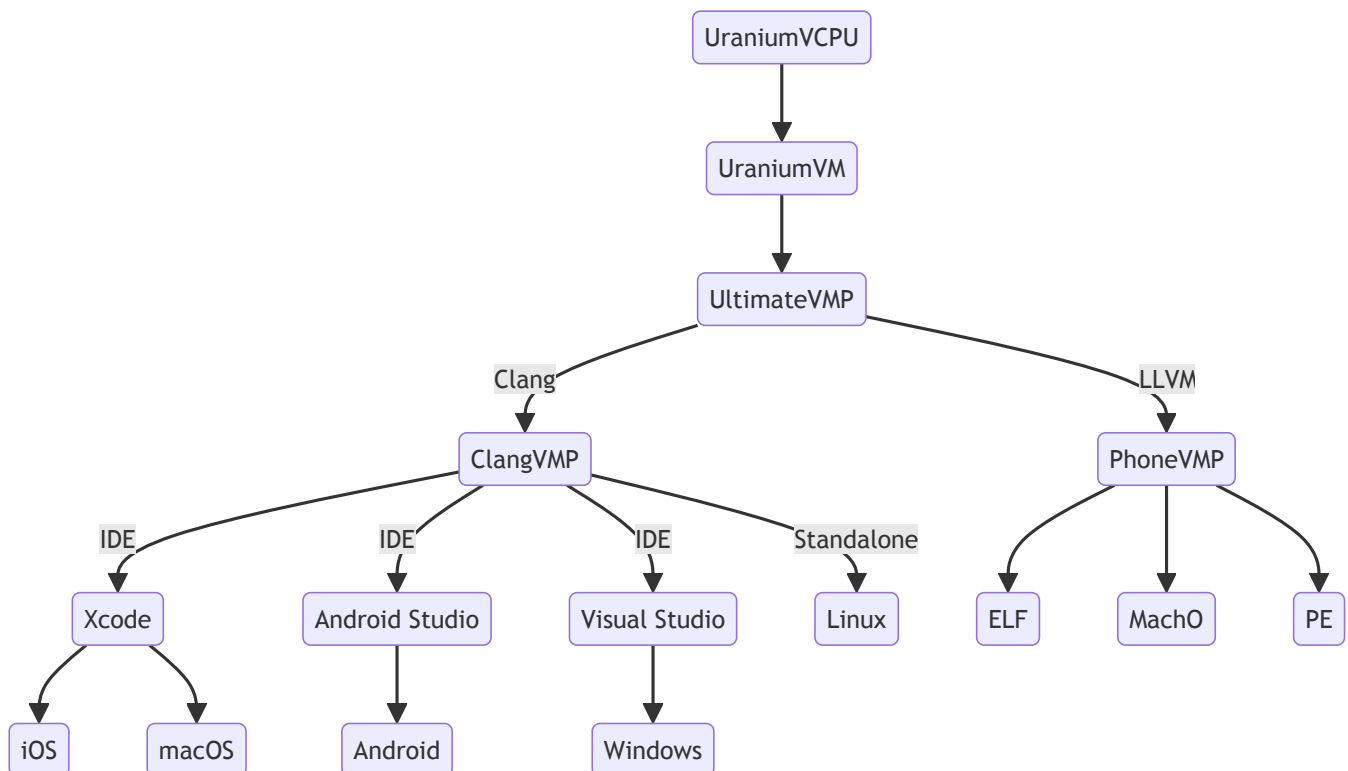 UraniumVCPU
UraniumVM
UltimateVMP
Clang
LLVM
ClangVMP
PhoneVMP
IDE
IDE
IDE
Standalone
Xcode
Android Studio
Visual Studio
Linux
ELF
MachO
PE
iOS
macOS
Android
Windows